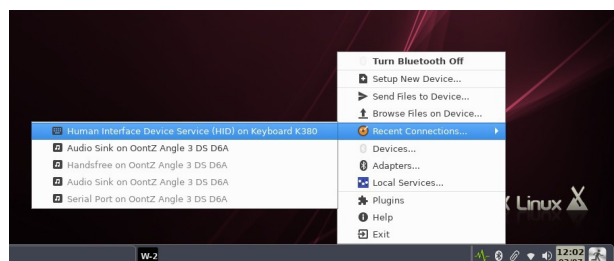 Turn Bluetooth Off
Setup New Device...
Send Files to Device...
Browse Files on Device...
Recent Connections...
Devices...
Adapters...
Local Services...
Plugins
Help
Exit
Human Interface Device Service (HID) on Keyboard K380
Audio Sink on OontZ Angle 3 DS D6A
Handsfree on OontZ Angle 3 DS D6A
Audio Sink on OontZ Angle 3 DS D6A
Serial Port on OontZ Angle 3 DS D6A
Linux
W-2
12:02